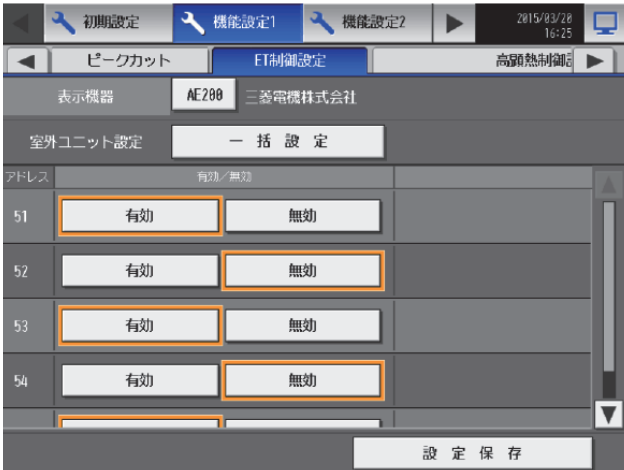 初期設定 機能設定1 機能設定2 2015/03/20
16:25
ピークカット ET制御設定 高顕熱制御
表示機器 AE200 三菱電機株式会社
室外ユニット設定 一括設定
アドレス 有効／無効
51 有効 無効
52 有効 無効
53 有効 無効
54 有効 無効
設定保存